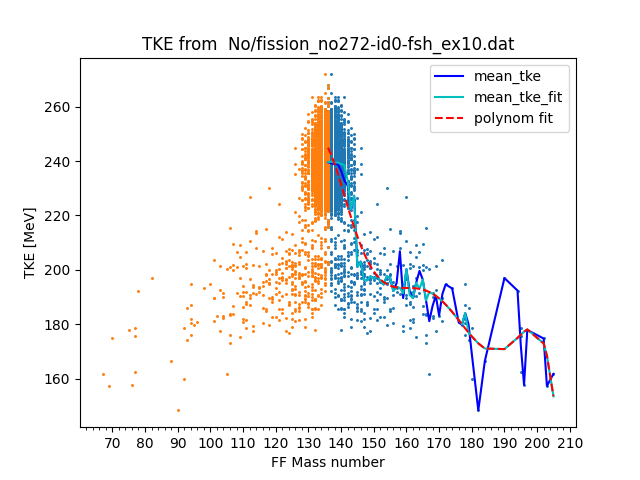 TKE from  No/fission_no272-id0-fsh_ex10.dat
mean_tke
mean_tke_fit
polynom fit
TKE [MeV]
260
240
220
200
180
160
70 80 90 100 110 120 130 140 150 160 170 180 190 200 210
FF Mass number